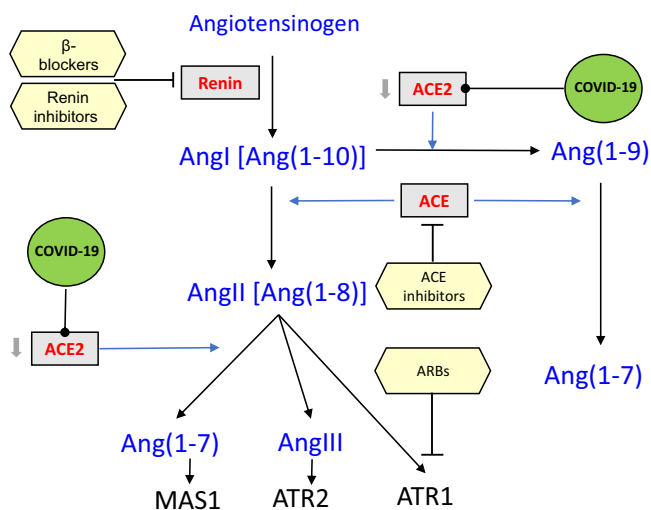 Angiotensinogen
β-
blockers
Renin
inhibitors
Renin
ACE2
COVID-19
AngI [Ang(1-10)]
Ang(1-9)
ACE
COVID-19
ACE
inhibitors
AngII [Ang(1-8)]
ACE2
ARBs
Ang(1-7)
Ang(1-7)
AngIII
MAS1
ATR2
ATR1